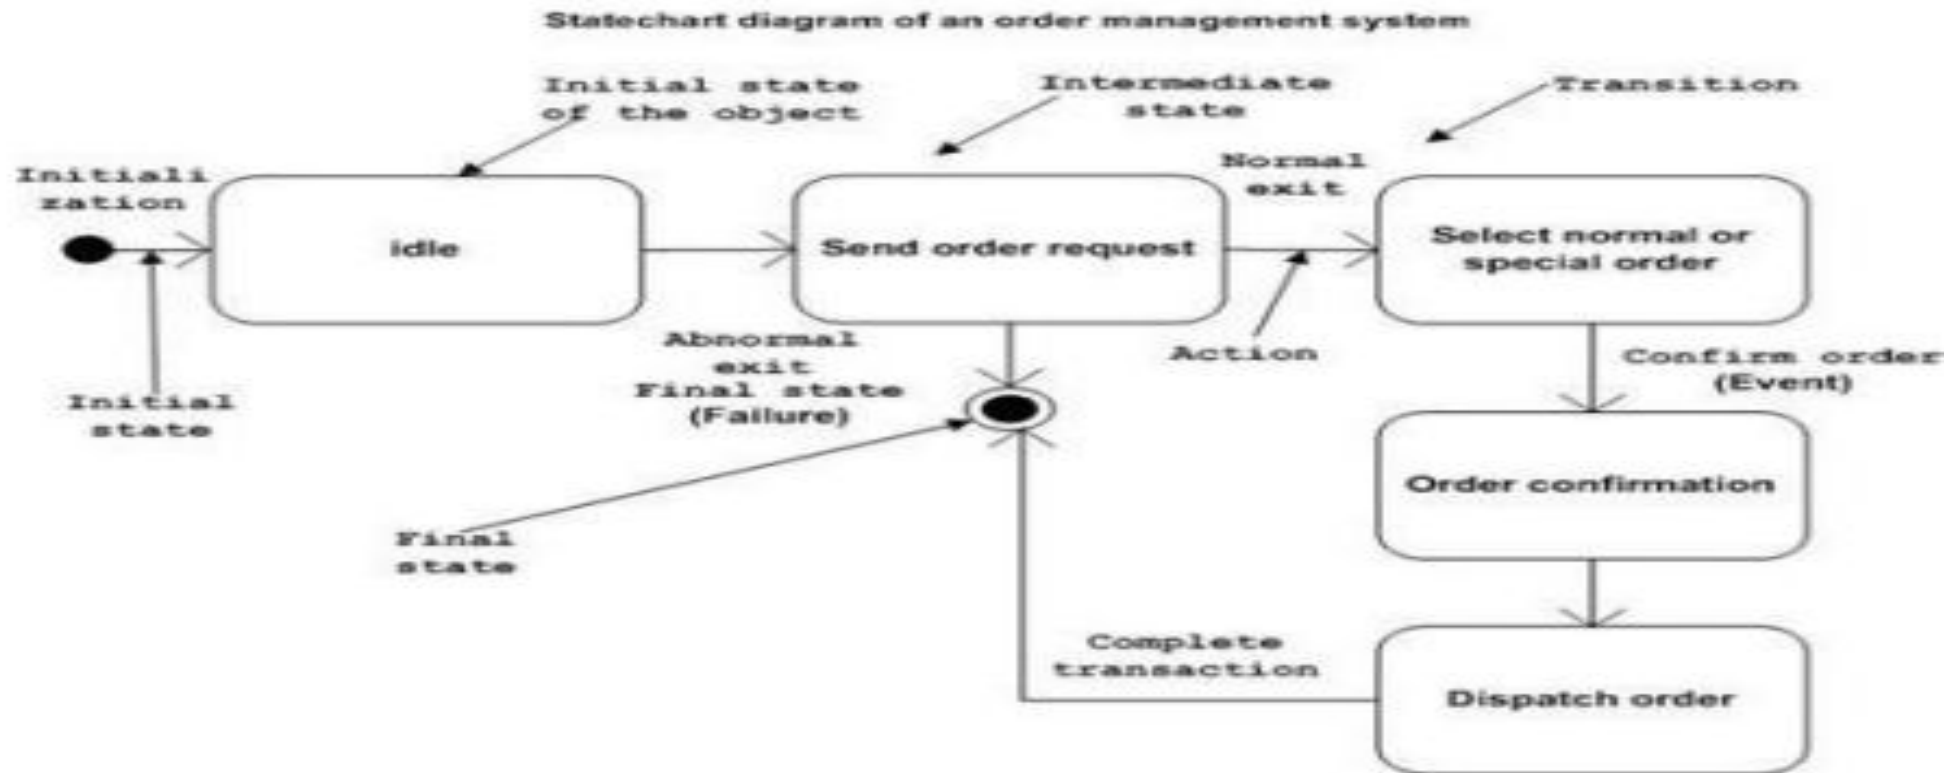 Statechart diagram of an order management system
Initial state
of the object
Intermediate
state
Transition
Initiali
zation
Normal
exit
idle
Send order request
Select normal or
special order
Abnormal
exit
Final state
(Failure)
Action
Confirm order
(Event)
Initial
state
Order confirmation
Final
state
Complete
transaction
Dispatch order